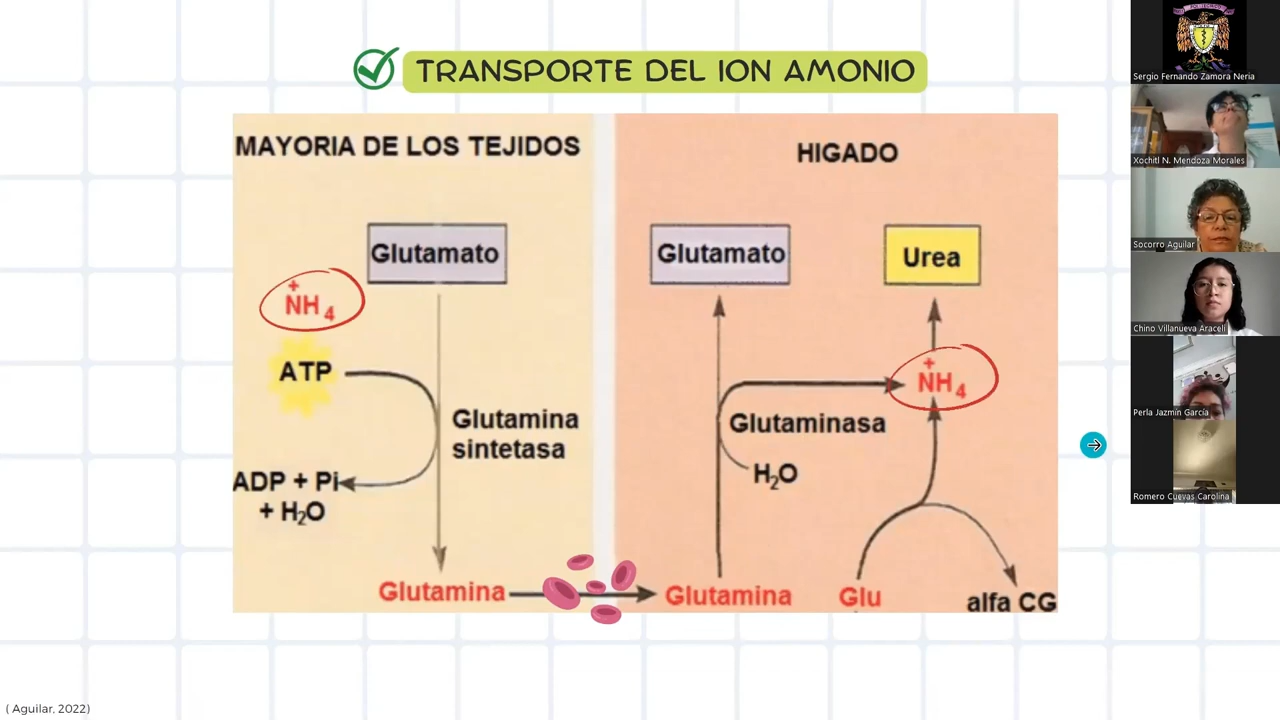 TRANSPORTE DEL ION AMONIO
MAYORIA DE LOS TEJIDOS
Glutamato
+
NH4
ATP
Glutamina
sintetasa
ADP + Pi
+ H2O
Glutamina
HIGADO
Glutamato
Urea
+
NH4
Glutaminasa
H2O
Glutamina
Glu
alfa CG
( Aguilar, 2022)
Sergio Fernando Zamora Neria
Xochitl N. Mendoza Morales
Socorro Aguilar
Chino Villanueva Araceli
Perla Jazmín García
Romero Cuevas Carolina